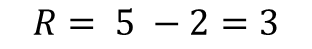 R = 5 − 2 = 3